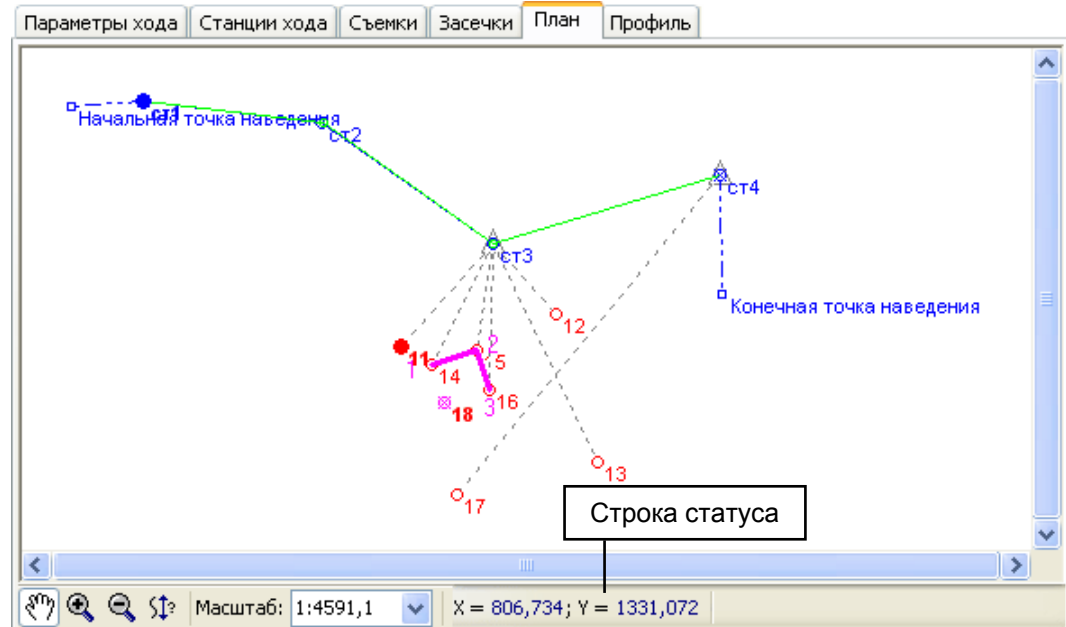 Параметры хода Станции хода Съемки Засечки План Профиль
ст1
Начальная точка наведения
ст2
ст4
ст3
Конечная точка наведения
12
2
11
5
1
14
3
16
18
13
17
Строка статуса
Масштаб: 1:4591,1 X = 806,734; Y = 1331,072